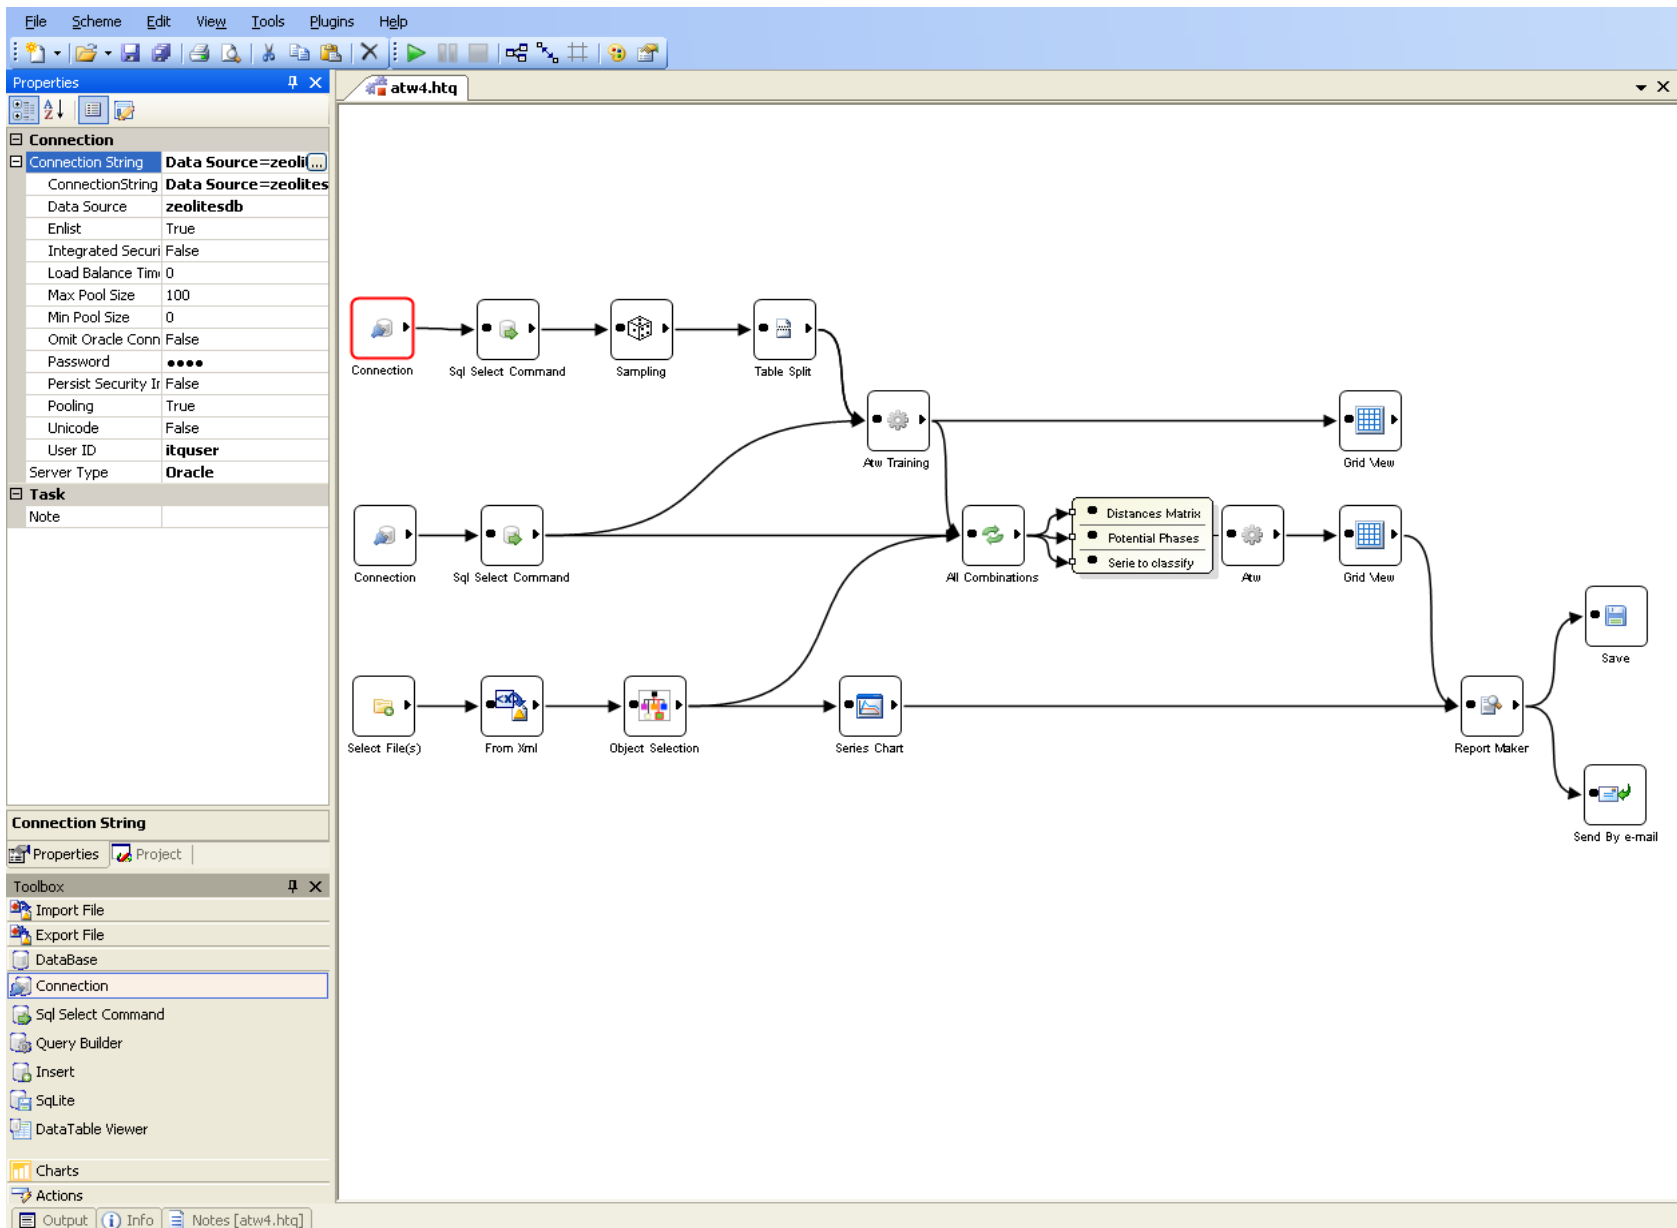 File Scheme Edit View Tools Plugins Help
Properties
atw4.htq
Connection
Connection String Data Source=zeolit...
ConnectionString Data Source=zeolites
Data Source zeolitesdb
Enlist True
Integrated Securi False
Load Balance Tim 0
Max Pool Size 100
Min Pool Size 0
Omit Oracle Conn False
Password ●●●●
Persist Security Ir False
Pooling True
Unicode False
User ID itquser
Server Type Oracle
Task
Note
Connection String
Properties Project
Toolbox
Import File
Export File
DataBase
Connection
Sql Select Command
Query Builder
Insert
SqLite
DataTable Viewer
Charts
Actions
Output Info Notes [atw4.htq]
Connection Sql Select Command Sampling Table Split
Atw Training Grid View
Distances Matrix
Potential Phases
Serie to classify
Connection Sql Select Command All Combinations Atw Grid View
Save
Select File(s) From Xml Object Selection Series Chart Report Maker
Send By e-mail